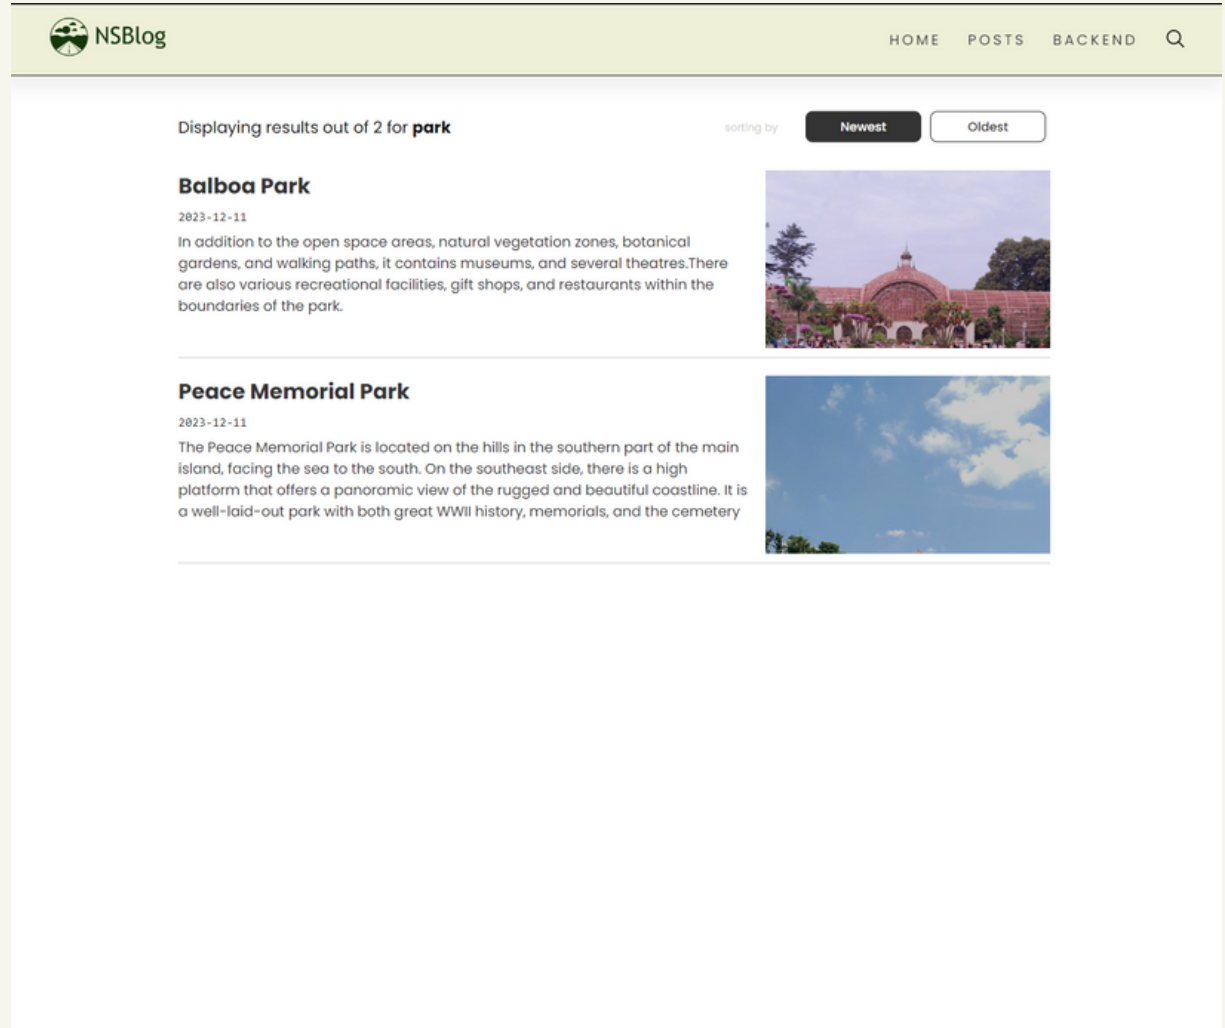 NSBlog
HOME POSTS BACKEND
Displaying results out of 2 for park
sorting by
Newest
Oldest
Balboa Park
2023-12-11
In addition to the open space areas, natural vegetation zones, botanical
gardens, and walking paths, it contains museums, and several theatres.There
are also various recreational facilities, gift shops, and restaurants within the
boundaries of the park.
Peace Memorial Park
2023-12-11
The Peace Memorial Park is located on the hills in the southern part of the main
island, facing the sea to the south. On the southeast side, there is a high
platform that offers a panoramic view of the rugged and beautiful coastline. It is
a well-laid-out park with both great WWII history, memorials, and the cemetery